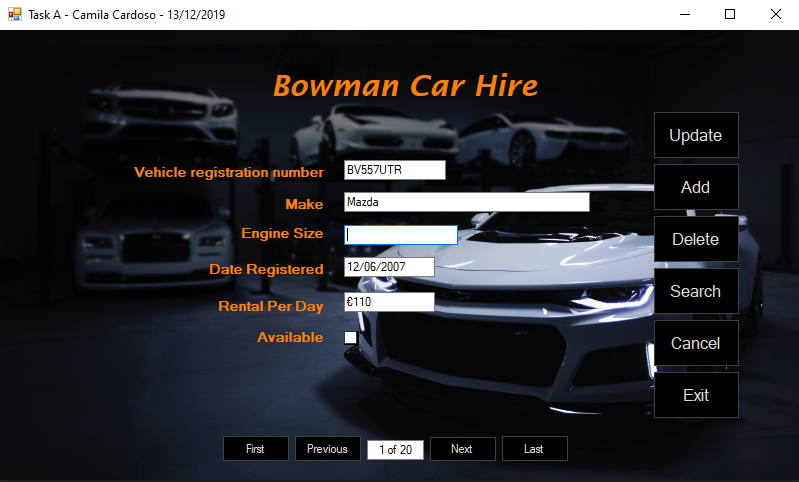 Task A - Camila Cardoso - 13/12/2019
Bowman Car Hire
Update
Vehicle registration number BV557UTR
Add
Make Mazda
Engine Size
Delete
Date Registered 12/06/2007
Search
Rental Per Day €110
Available
Cancel
Exit
First Previous 1 of 20 Next Last